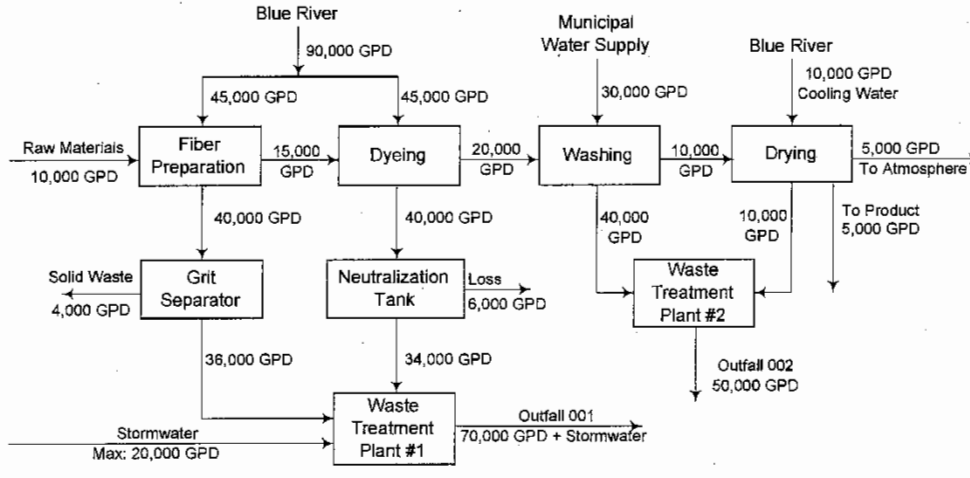 Blue River
90,000 GPD
45,000 GPD
45,000 GPD
Municipal
Water Supply
30,000 GPD
Blue River
10,000 GPD
Cooling Water
Raw Materials
10,000 GPD
Fiber
Preparation
15,000
GPD
Dyeing
20,000
GPD
Washing
10,000
GPD
Drying
5,000 GPD
To Atmosphere
40,000 GPD
40,000 GPD
40,000
GPD
10,000
GPD
To Product
5,000 GPD
Solid Waste
4,000 GPD
Grit
Separator
Neutralization
Tank
Loss
6,000 GPD
Waste
Treatment
Plant #2
36,000 GPD
34,000 GPD
Outfall 002
50,000 GPD
Stormwater
Max: 20,000 GPD
Waste
Treatment
Plant #1
Outfall 001
70,000 GPD + Stormwater